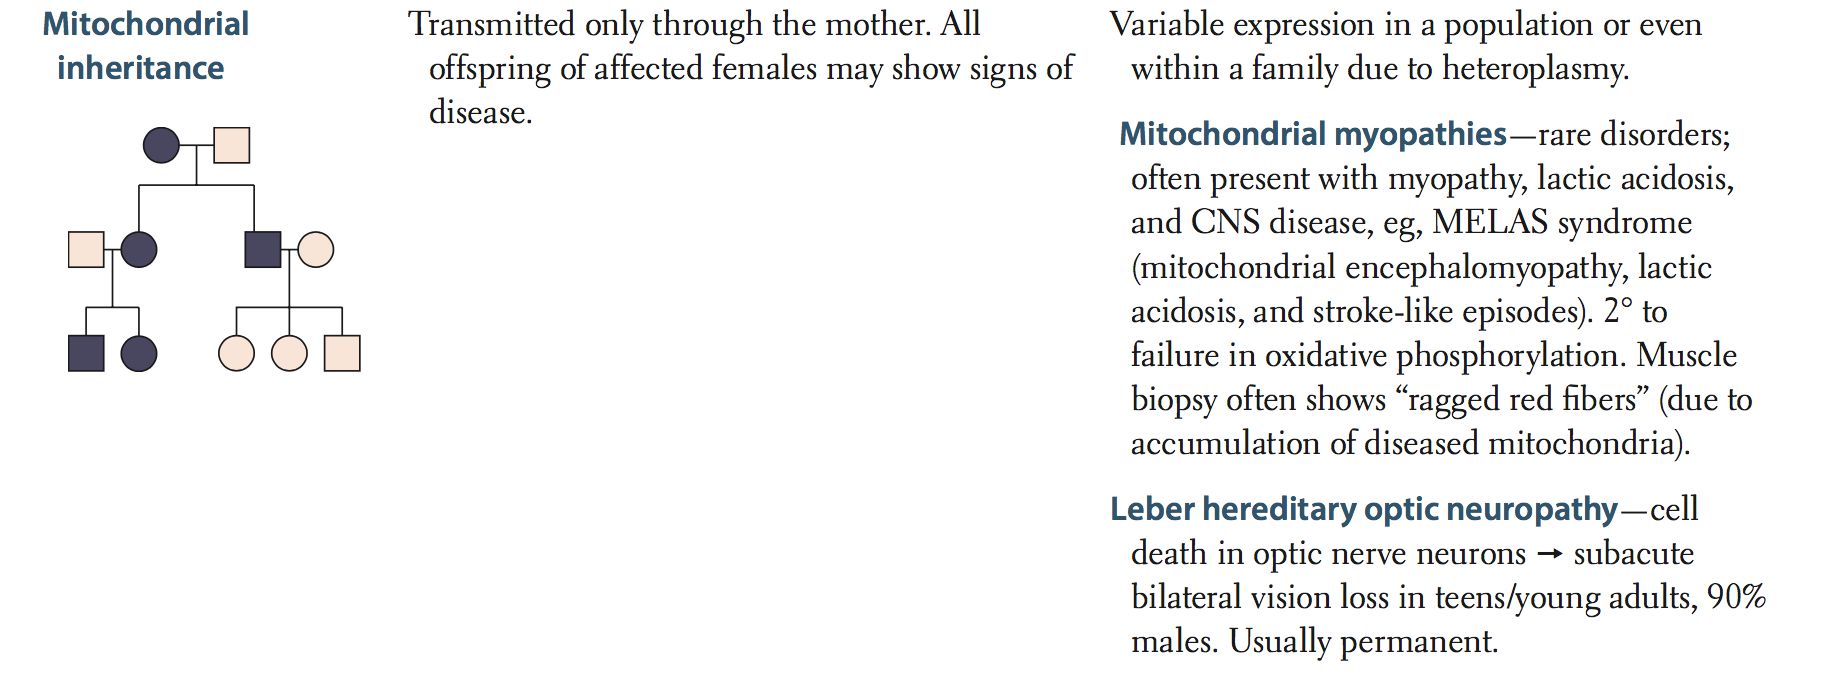 Mitochondrial
inheritance
Transmitted only through the mother. All
offspring of affected females may show signs of
disease.
Variable expression in a population or even
within a family due to heteroplasmy.
Mitochondrial myopathies—rare disorders;
often present with myopathy, lactic acidosis,
and CNS disease, eg, MELAS syndrome
(mitochondrial encephalomyopathy, lactic
acidosis, and stroke-like episodes). 2° to
failure in oxidative phosphorylation. Muscle
biopsy often shows “ragged red fibers” (due to
accumulation of diseased mitochondria).
Leber hereditary optic neuropathy—cell
death in optic nerve neurons → subacute
bilateral vision loss in teens/young adults, 90%
males. Usually permanent.